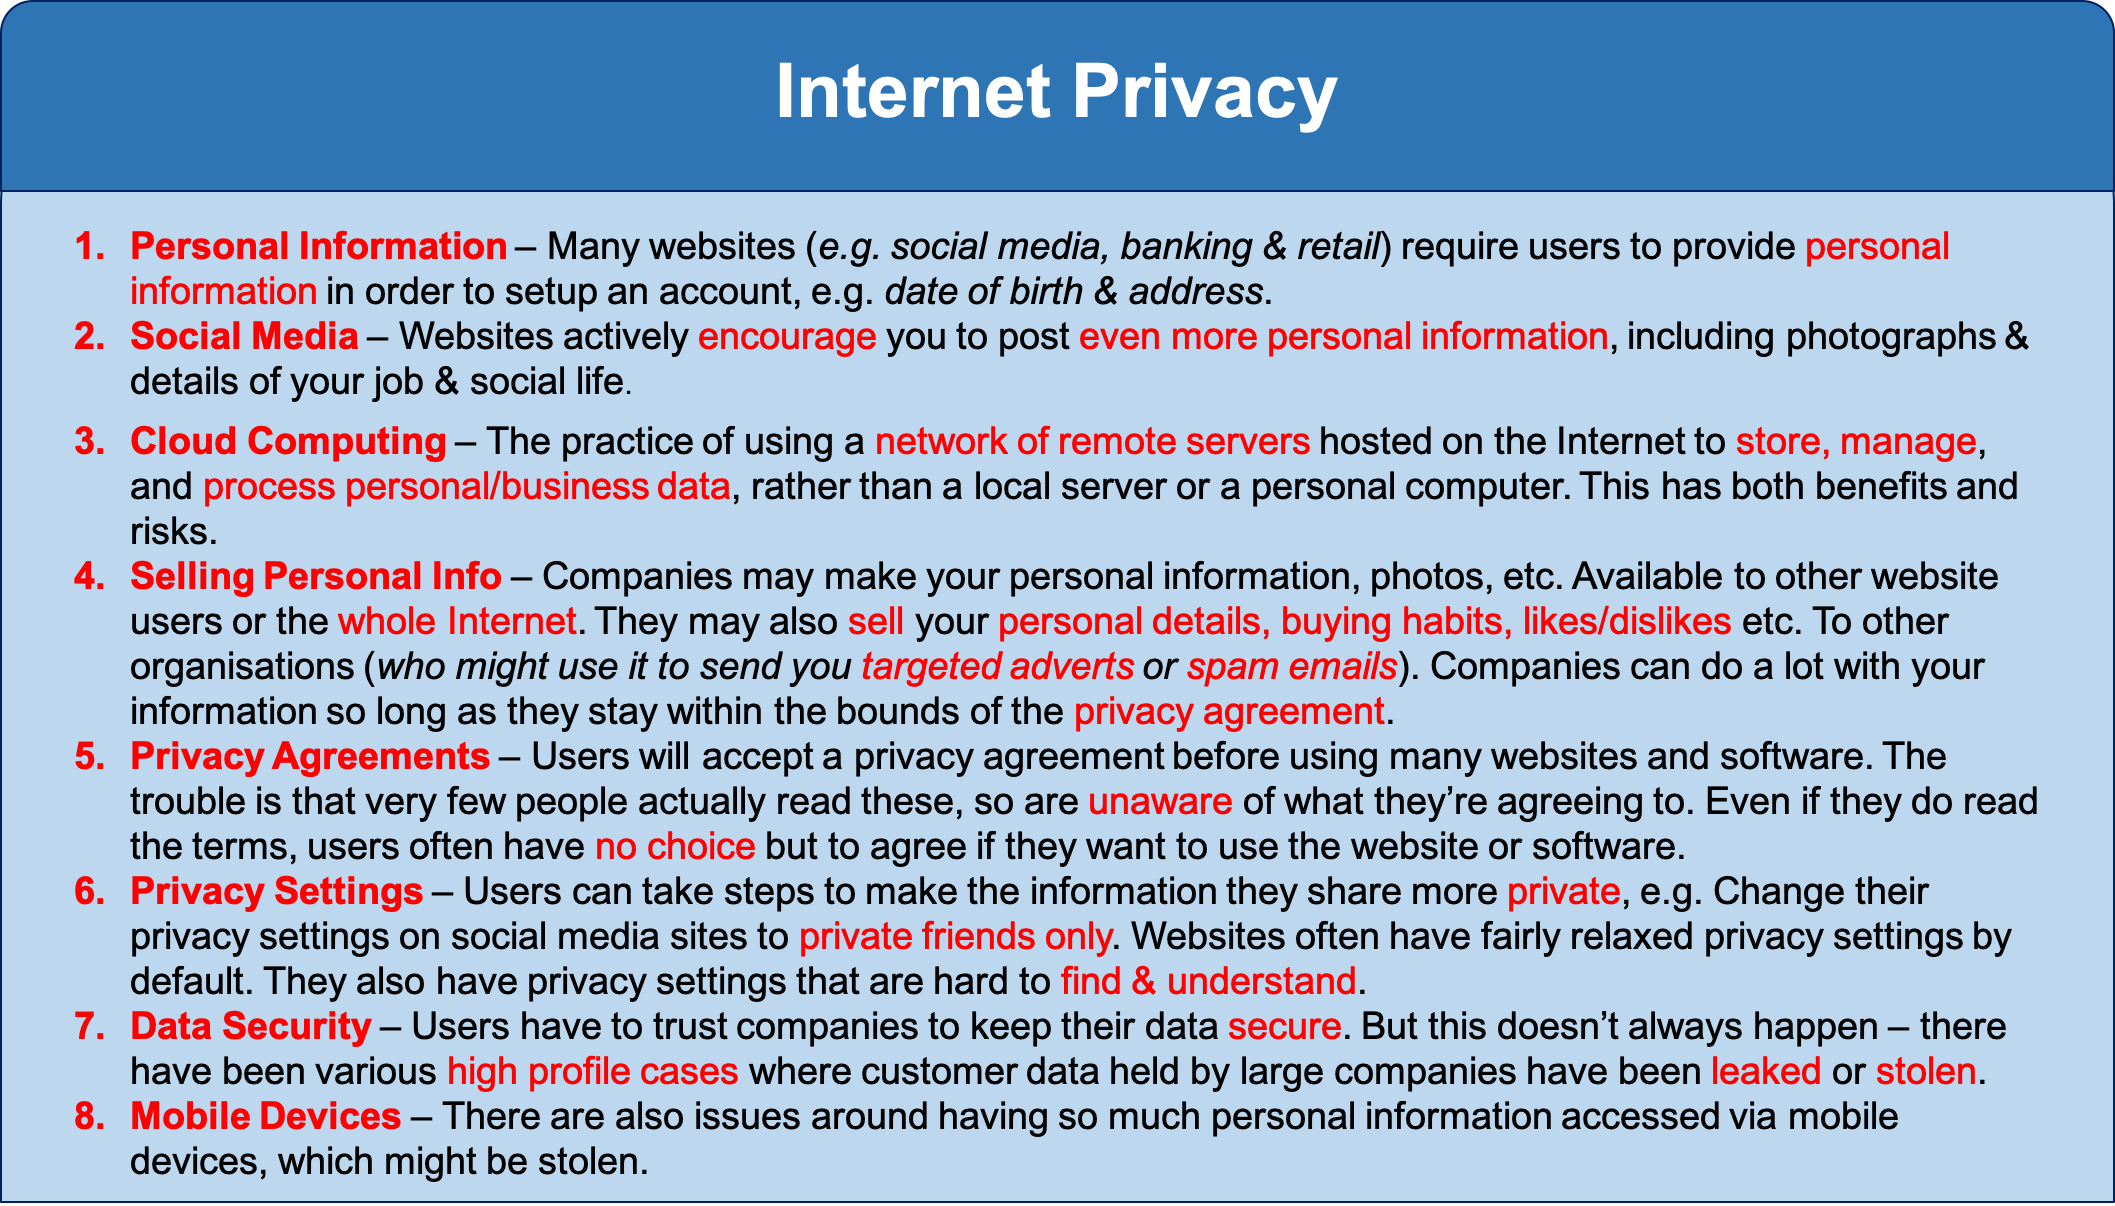 Internet Privacy
1. Personal Information – Many websites (e.g. social media, banking & retail) require users to provide personal
information in order to setup an account, e.g. date of birth & address.
2. Social Media – Websites actively encourage you to post even more personal information, including photographs &
details of your job & social life.
3. Cloud Computing – The practice of using a network of remote servers hosted on the Internet to store, manage,
and process personal/business data, rather than a local server or a personal computer. This has both benefits and
risks.
4. Selling Personal Info – Companies may make your personal information, photos, etc. Available to other website
users or the whole Internet. They may also sell your personal details, buying habits, likes/dislikes etc. To other
organisations (who might use it to send you targeted adverts or spam emails). Companies can do a lot with your
information so long as they stay within the bounds of the privacy agreement.
5. Privacy Agreements – Users will accept a privacy agreement before using many websites and software. The
trouble is that very few people actually read these, so are unaware of what they’re agreeing to. Even if they do read
the terms, users often have no choice but to agree if they want to use the website or software.
6. Privacy Settings – Users can take steps to make the information they share more private, e.g. Change their
privacy settings on social media sites to private friends only. Websites often have fairly relaxed privacy settings by
default. They also have privacy settings that are hard to find & understand.
7. Data Security – Users have to trust companies to keep their data secure. But this doesn’t always happen – there
have been various high profile cases where customer data held by large companies have been leaked or stolen.
8. Mobile Devices – There are also issues around having so much personal information accessed via mobile
devices, which might be stolen.